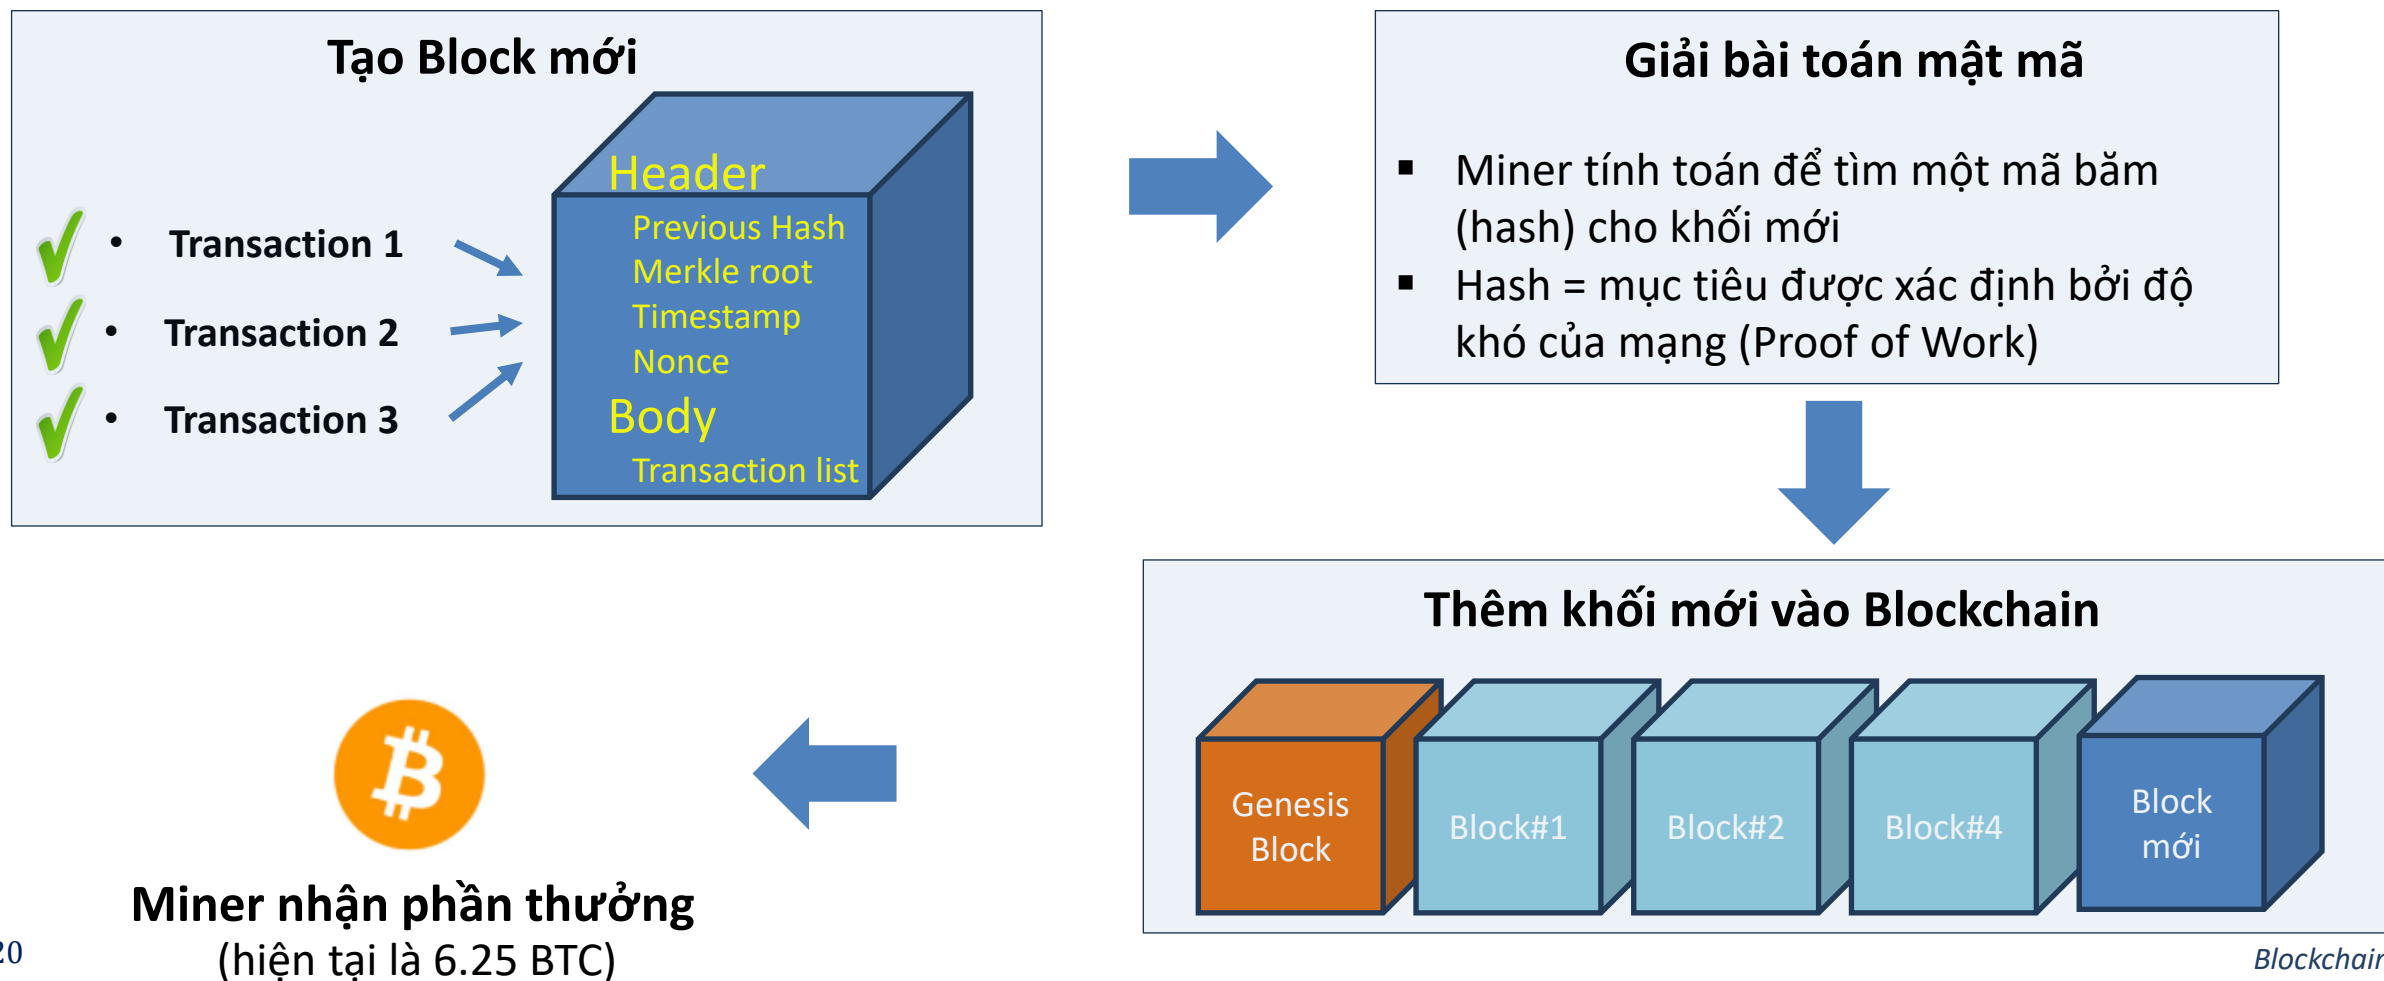 Tạo Block mới
• Transaction 1
• Transaction 2
• Transaction 3
Header
Previous Hash
Merkle root
Timestamp
Nonce
Body
Transaction list
Giải bài toán mật mã
▪ Miner tính toán để tìm một mã băm
(hash) cho khối mới
▪ Hash = mục tiêu được xác định bởi độ
khó của mạng (Proof of Work)
Thêm khối mới vào Blockchain
Genesis
Block
Block#1
Block#2
Block#4
Block
mới
Miner nhận phần thưởng
(hiện tại là 6.25 BTC)
20
Blockchain